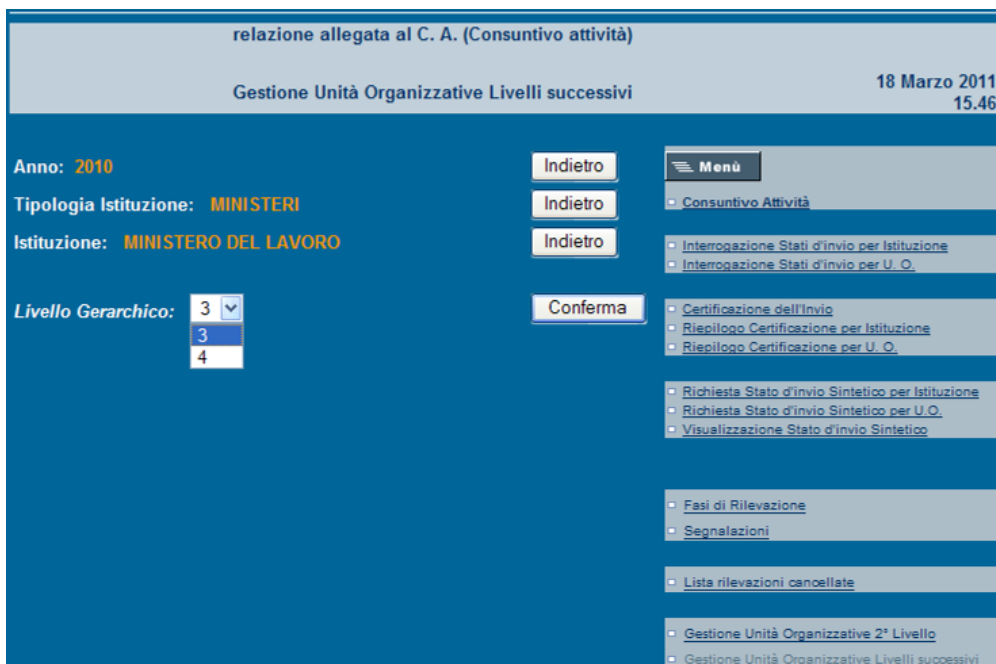 relazione allegata al C. A. (Consuntivo attività)
Gestione Unità Organizzative Livelli successivi
18 Marzo 2011
15.46
Anno: 2010
Indietro
Tipologia Istituzione: MINISTERI
Indietro
Istituzione: MINISTERO DEL LAVORO
Indietro
Livello Gerarchico: 3
3
4
Conferma
Menù
Consuntivo Attività
Interrogazione Stati d'invio per Istituzione
Interrogazione Stati d'invio per U. O.
Certificazione dell'Invio
Riepilogo Certificazione per Istituzione
Riepilogo Certificazione per U. O.
Richiesta Stato d'invio Sintetico per Istituzione
Richiesta Stato d'invio Sintetico per U.O.
Visualizzazione Stato d'invio Sintetico
Fasi di Rilevazione
Segnalazioni
Lista rilevazioni cancellate
Gestione Unità Organizzative 2° Livello
Gestione Unità Organizzative Livelli successivi